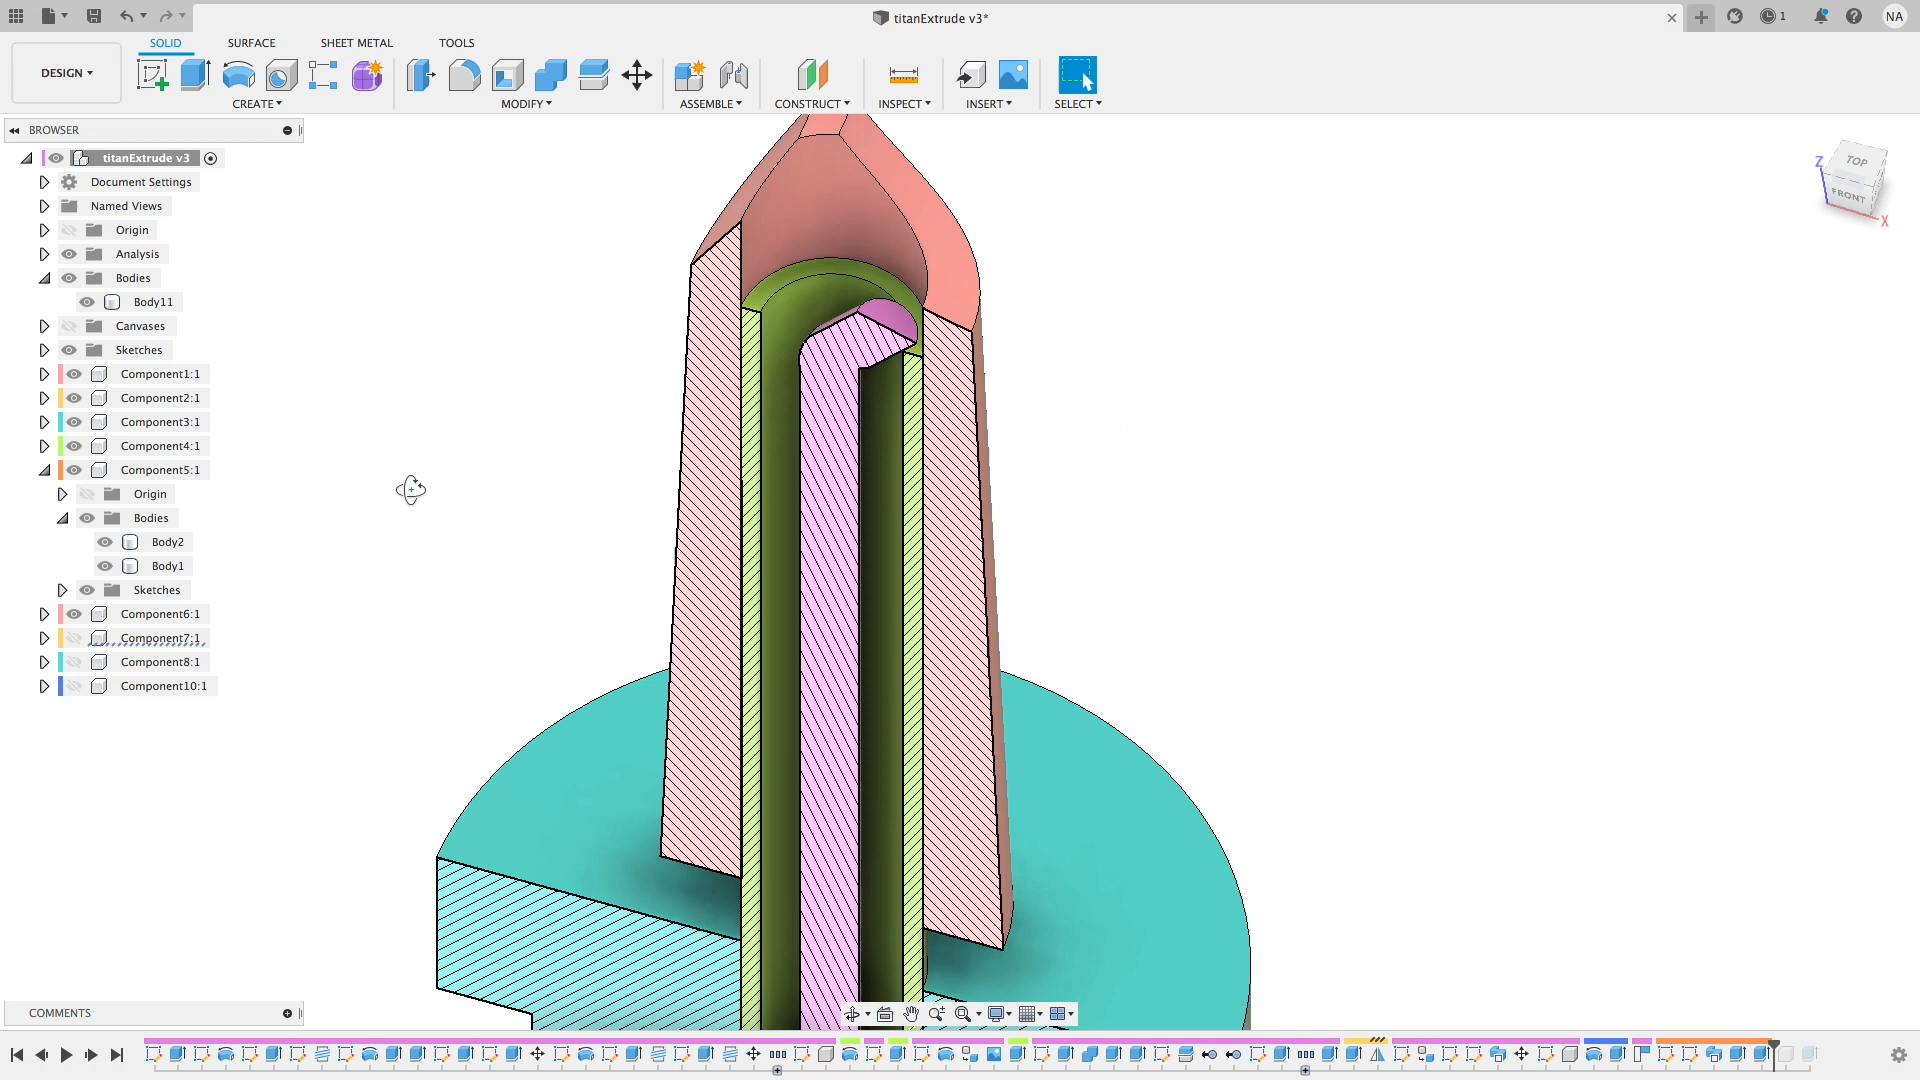 titanExtrude v3*
1
NA
SOLID
SURFACE
SHEET METAL
TOOLS
DESIGN
CREATE
MODIFY
ASSEMBLE
CONSTRUCT
INSPECT
INSERT
SELECT
BROWSER
titanExtrude v3
Document Settings
Named Views
Origin
Analysis
Bodies
Body11
Canvases
Sketches
Component1:1
Component2:1
Component3:1
Component4:1
Component5:1
Origin
Bodies
Body2
Body1
Sketches
Component6:1
Component7:1
Component8:1
Component10:1
TOP
FRONT
Z
X
COMMENTS